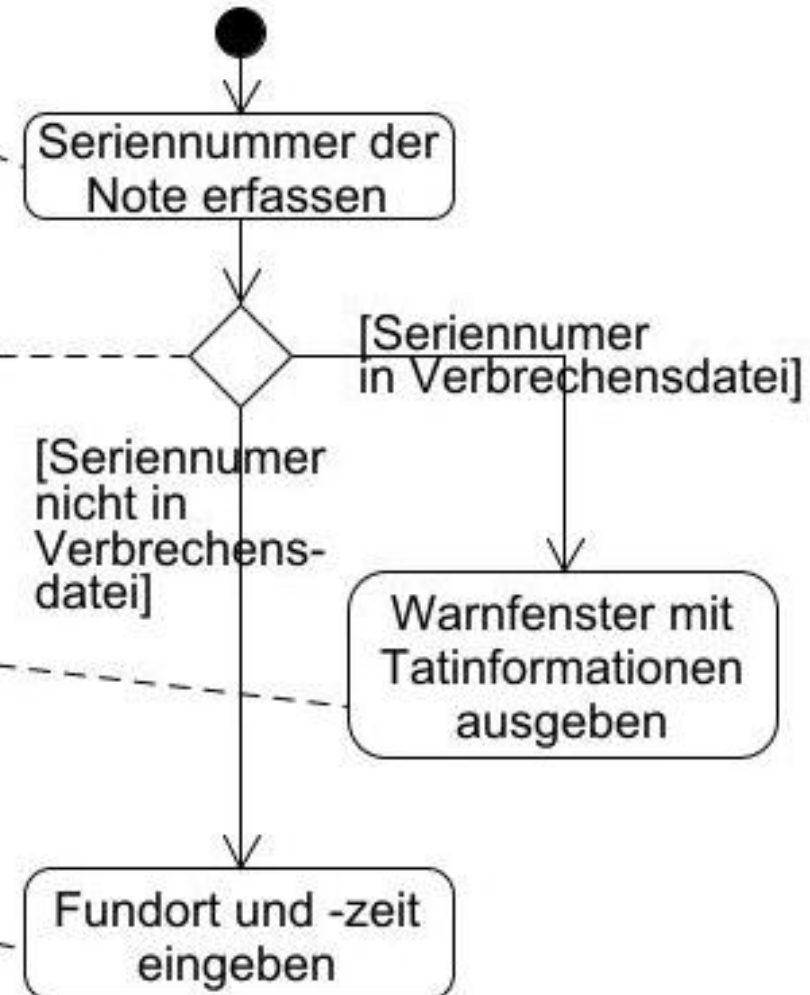 Seriennummer der
Note erfassen
[Seriennumer
in Verbrechensdatei]
[Seriennumer
nicht in
Verbrechens-
datei]
Warnfenster mit
Tatinformationen
ausgeben
Fundort und -zeit
eingeben